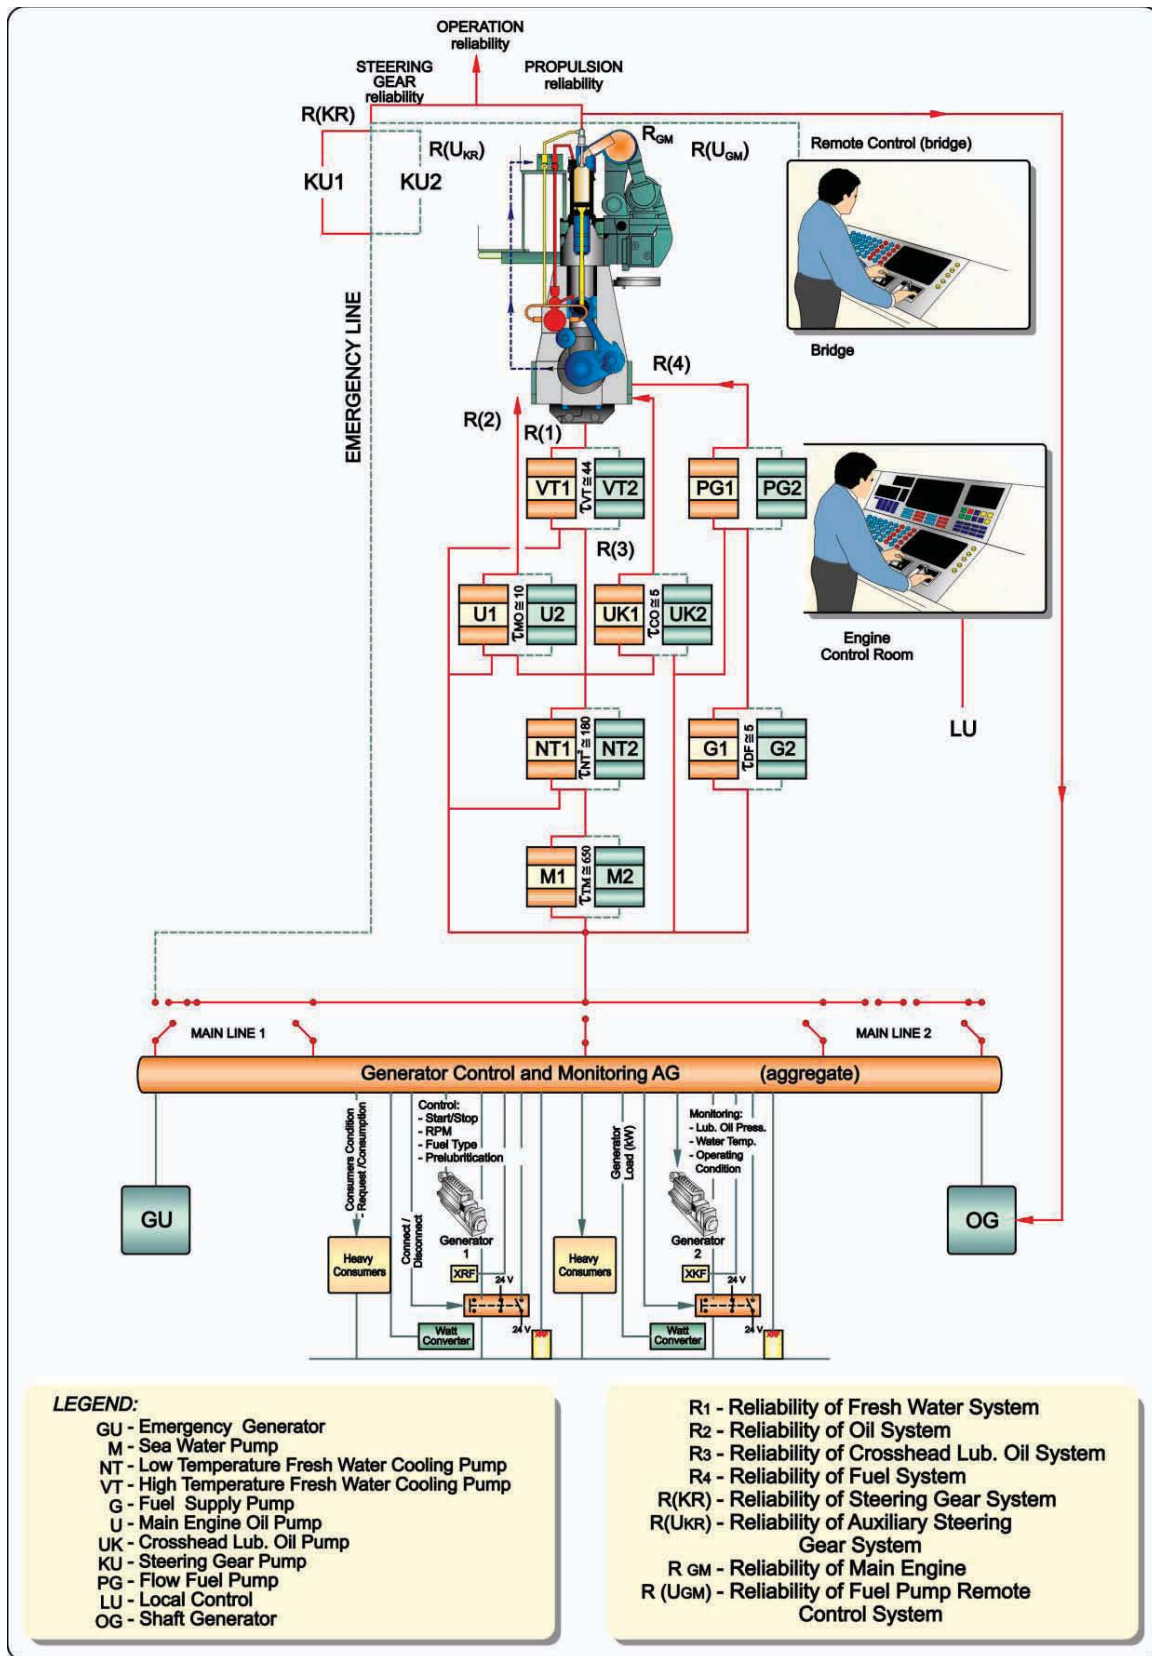 OPERATION
reliability
STEERING
GEAR
reliability
PROPULSION
reliability
R(KR)
R(UKR)
RGM
R(UGM)
KU1
KU2
Remote Control (bridge)
Bridge
EMERGENCY LINE
R(4)
R(2)
R(1)
VT1
τVT ≅ 44
VT2
PG1
PG2
R(3)
U1
τMO ≅ 10
U2
UK1
τCO ≅ 5
UK2
Engine
Control Room
LU
NT1
τNT ≅ 180
NT2
G1
τDF ≅ 5
G2
M1
τTM ≅ 650
M2
MAIN LINE 1
MAIN LINE 2
Generator Control and Monitoring AG (aggregate)
Consumers Condition
- Request /Consumption
Control:
- Start/Stop
- RPM
- Fuel Type
- Prelubritication
Generator
Load (kW)
Monitoring:
- Lub. Oil Press.
- Water Temp.
- Operating
Condition
GU
OG
Connect /
Disconnect
Generator
1
Generator
2
Heavy
Consumers
Heavy
Consumers
XRF
XKF
24 V
24 V
Watt
Converter
24 V
Watt
Converter
24 V
LEGEND:
GU - Emergency Generator
M - Sea Water Pump
NT - Low Temperature Fresh Water Cooling Pump
VT - High Temperature Fresh Water Cooling Pump
G - Fuel Supply Pump
U - Main Engine Oil Pump
UK - Crosshead Lub. Oil Pump
KU - Steering Gear Pump
PG - Flow Fuel Pump
LU - Local Control
OG - Shaft Generator
R1 - Reliability of Fresh Water System
R2 - Reliability of Oil System
R3 - Reliability of Crosshead Lub. Oil System
R4 - Reliability of Fuel System
R(KR) - Reliability of Steering Gear System
R(UKR) - Reliability of Auxiliary Steering
Gear System
R GM - Reliability of Main Engine
R (UGM) - Reliability of Fuel Pump Remote
Control System